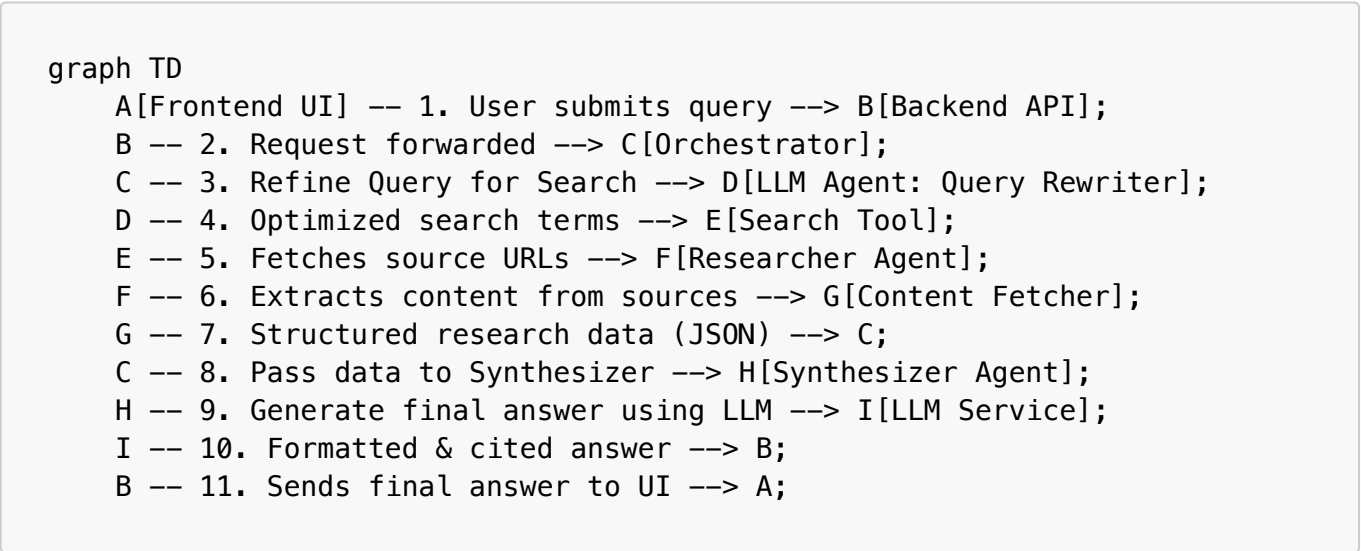 graph TD
    A[Frontend UI] -- 1. User submits query --> B[Backend API];
    B -- 2. Request forwarded --> C[Orchestrator];
    C -- 3. Refine Query for Search --> D[LLM Agent: Query Rewriter];
    D -- 4. Optimized search terms --> E[Search Tool];
    E -- 5. Fetches source URLs --> F[Researcher Agent];
    F -- 6. Extracts content from sources --> G[Content Fetcher];
    G -- 7. Structured research data (JSON) --> C;
    C -- 8. Pass data to Synthesizer --> H[Synthesizer Agent];
    H -- 9. Generate final answer using LLM --> I[LLM Service];
    I -- 10. Formatted & cited answer --> B;
    B -- 11. Sends final answer to UI --> A;